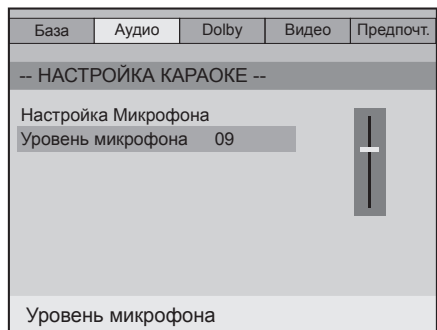 База Аудио Dolby Видео Предпочт.
-- НАСТРОЙКА КАРАОКЕ --
Настройка Микрофона
Уровень микрофона 09
Уровень микрофона